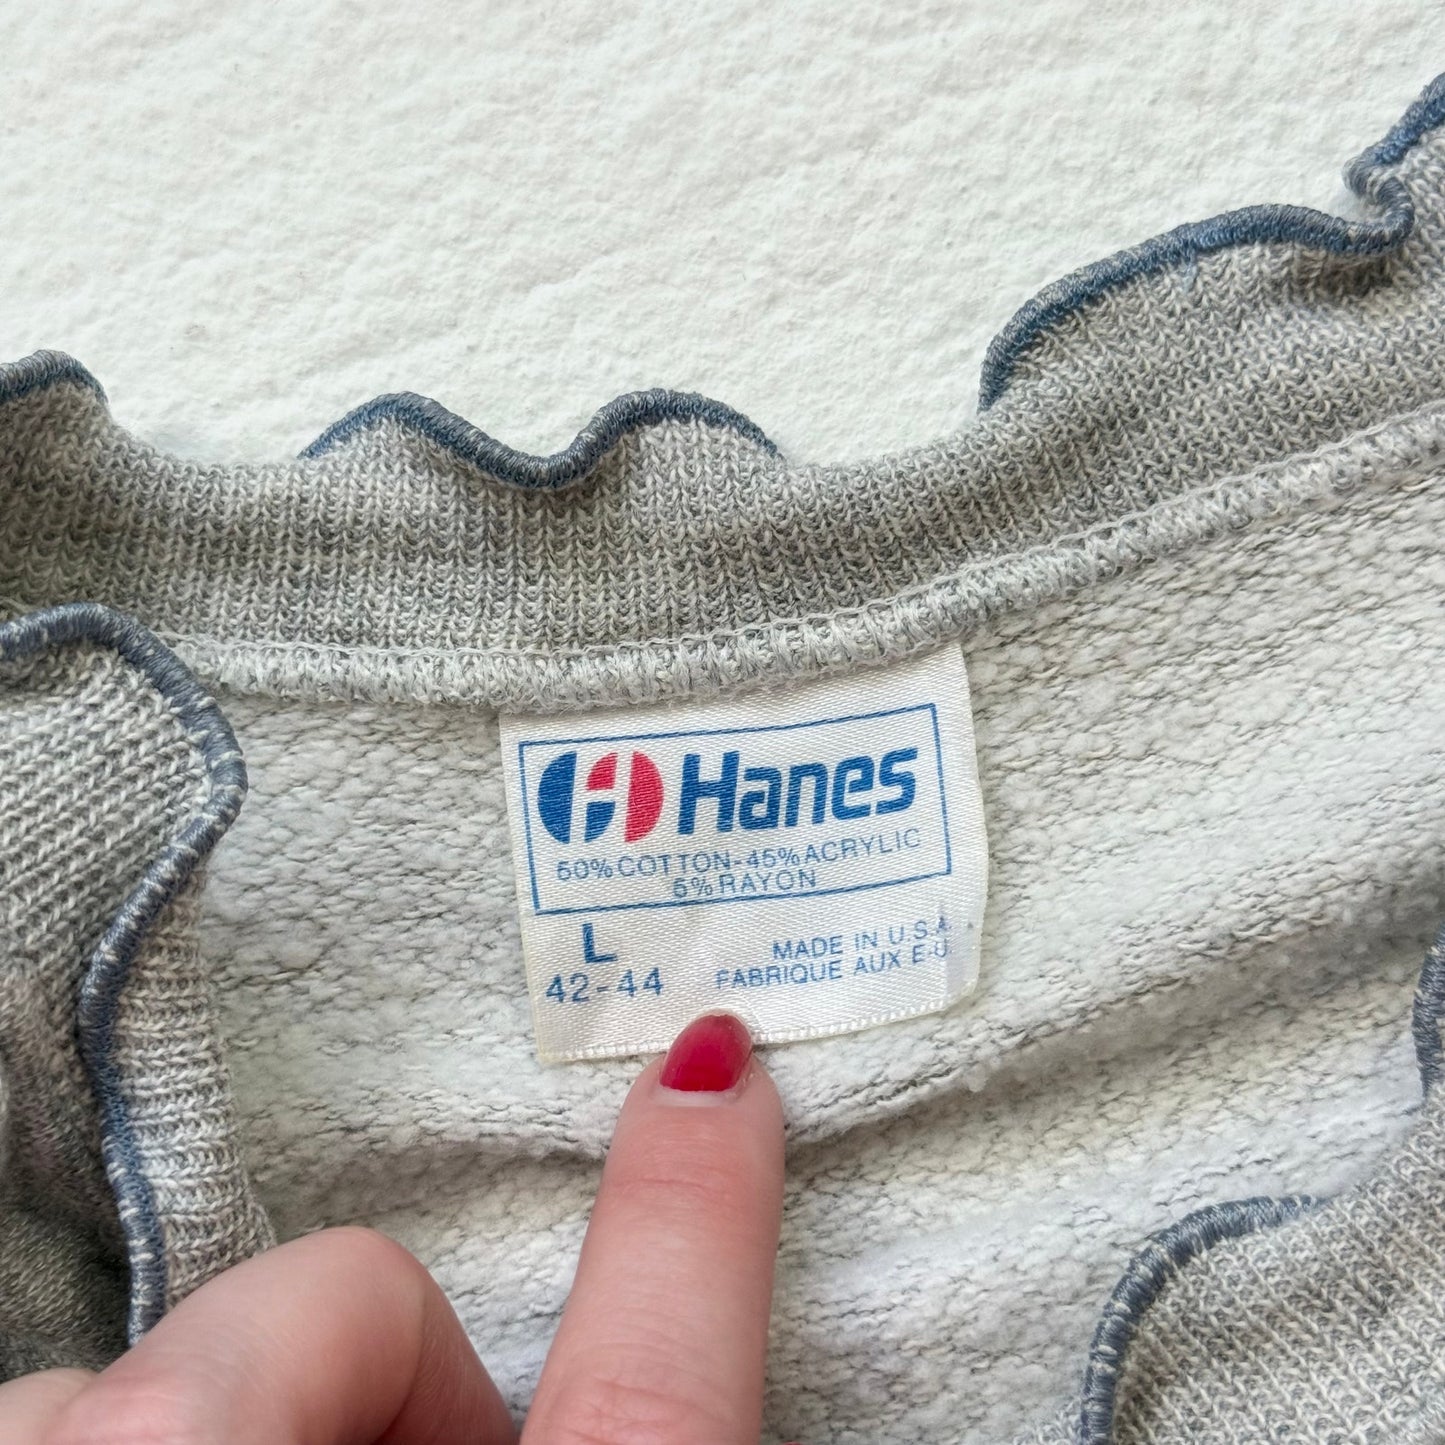 Hanes
50% COTTON-45% ACRYLIC
5% RAYON
L
42-44
MADE IN U.S.A.
FABRIQUE AUX E.-U.